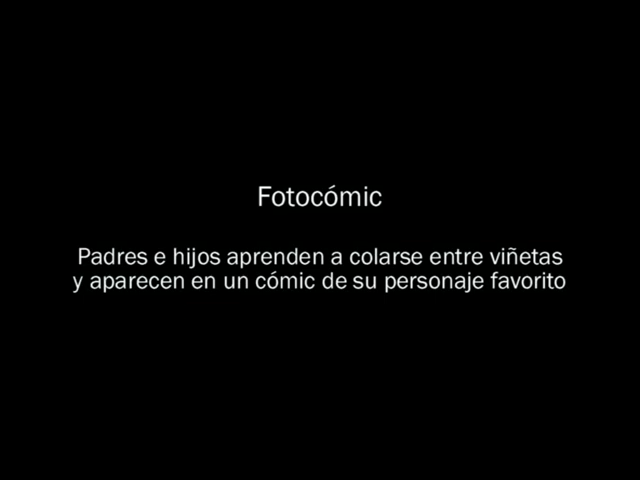 Fotocómic
Padres e hijos aprenden a colarse entre viñetas
y aparecen en un cómic de su personaje favorito